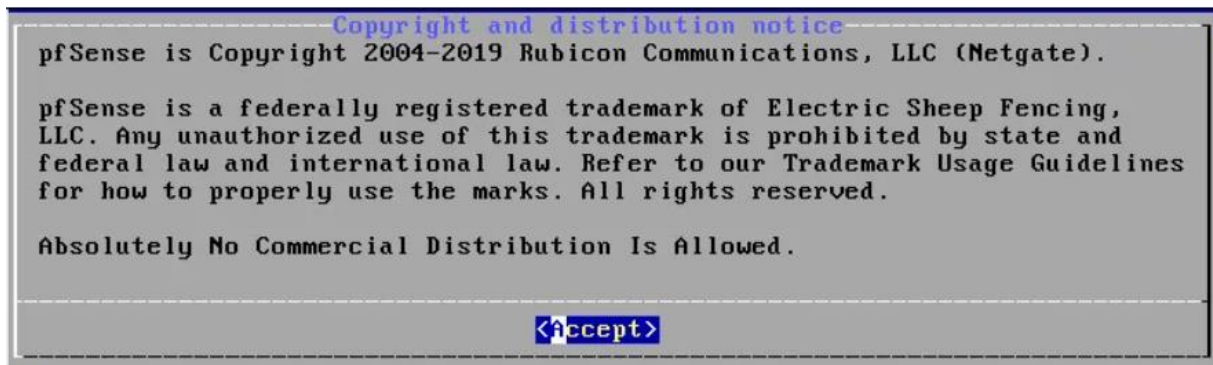 Copyright and distribution notice
pfSense is Copyright 2004-2019 Rubicon Communications, LLC (Netgate).
pfSense is a federally registered trademark of Electric Sheep Fencing,
LLC. Any unauthorized use of this trademark is prohibited by state and
federal law and international law. Refer to our Trademark Usage Guidelines
for how to properly use the marks. All rights reserved.
Absolutely No Commercial Distribution Is Allowed.
<Accept>